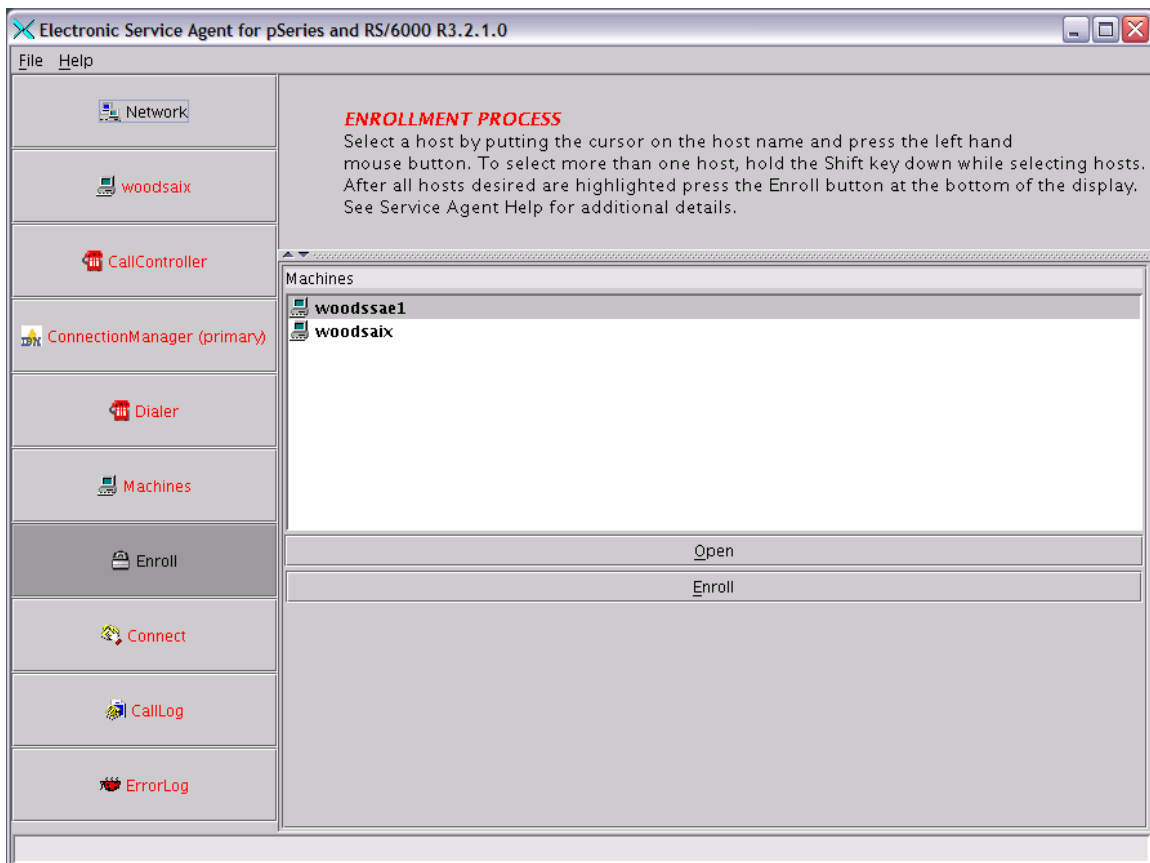 Electronic Service Agent for pSeries and RS/6000 R3.2.1.0
File Help
Network
woodsaix
CallController
ConnectionManager (primary)
Dialer
Machines
Enroll
Connect
CallLog
ErrorLog
ENROLLMENT PROCESS
Select a host by putting the cursor on the host name and press the left hand
mouse button. To select more than one host, hold the Shift key down while selecting hosts.
After all hosts desired are highlighted press the Enroll button at the bottom of the display.
See Service Agent Help for additional details.
Machines
woodssae1
woodsaix
Open
Enroll